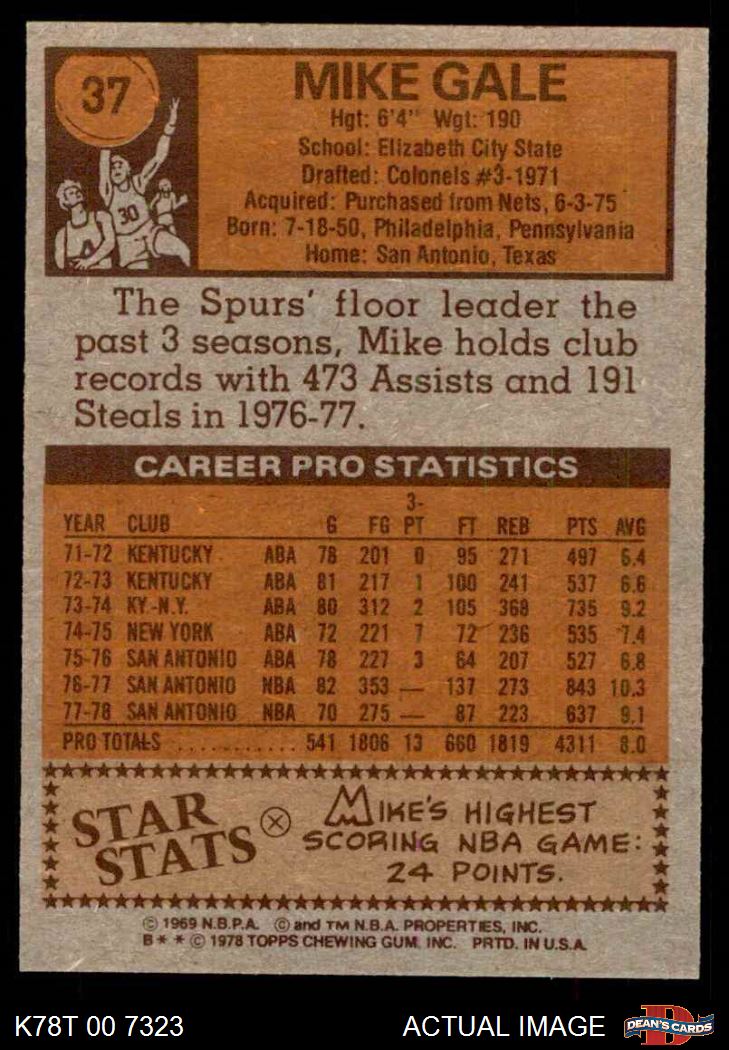 37
MIKE GALE
Hgt: 6'4" Wgt: 190
School: Elizabeth City State
Drafted: Colonels #3-1971
Acquired: Purchased from Nets, 6-3-75
Born: 7-18-50, Philadelphia, Pennsylvania
Home: San Antonio, Texas
30
The Spurs' floor leader the
past 3 seasons, Mike holds club
records with 473 Assists and 191
Steals in 1976-77.
CAREER PRO STATISTICS
YEAR CLUB G FG 3-PT FT REB PTS AVG
71-72 KENTUCKY ABA 78 201 0 95 271 497 6.4
72-73 KENTUCKY ABA 81 217 1 100 241 537 6.6
73-74 KY.-N.Y. ABA 80 312 2 105 368 735 9.2
74-75 NEW YORK ABA 72 221 7 72 236 535 7.4
75-76 SAN ANTONIO ABA 78 227 3 64 207 527 6.8
76-77 SAN ANTONIO NBA 82 353 — 137 273 843 10.3
77-78 SAN ANTONIO NBA 70 275 — 87 223 637 9.1
PRO TOTALS ........... 541 1806 13 660 1819 4311 8.0
STAR
STATS
MIKE'S HIGHEST
SCORING NBA GAME:
24 POINTS.
© 1969 N.B.P.A. © and TM N.B.A. PROPERTIES, INC.
B * * © 1978 TOPPS CHEWING GUM, INC. PRTD. IN U.S.A.
K78T 00 7323 ACTUAL IMAGE
DEAN'S CARDS